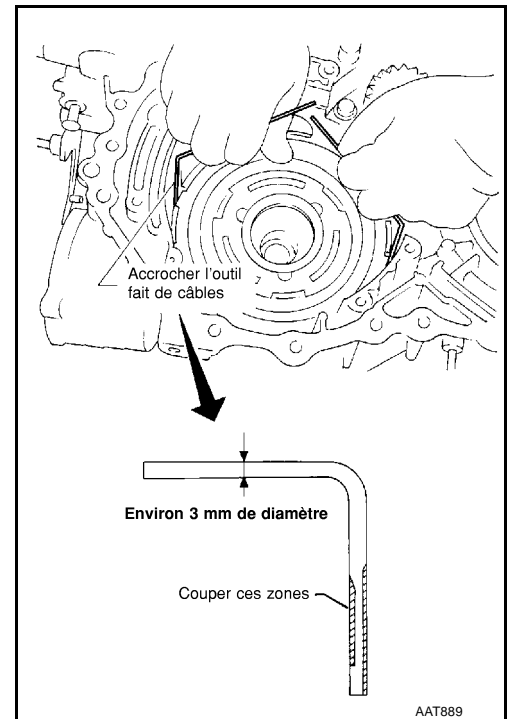 Accrocher l'outil
fait de câbles
Environ 3 mm de diamètre
Couper ces zones
AAT889